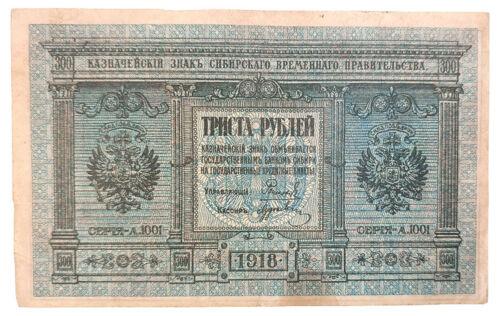 300 КАЗНАЧЕЙСКІЙ ЗНАКЪ СИБИРСКАГО ВРЕМЕННАГО ПРАВИТЕЛЬСТВА. 300
ТРИСТА РУБЛЕЙ
КАЗНАЧЕЙСКІЙ ЗНАКЪ ОБМѢНИВАЕТСЯ
ГОСУДАРСТВЕННЫМЪ БАНКОМЪ СИБИРИ
НА ГОСУДАРСТВЕННЫЕ КРЕДИТНЫЕ БИЛЕТЫ.
УПРАВЛЯЮЩІЙ
КАССИРЪ
СЕРІЯ-А.1001
СЕРІЯ-А.1001
300 300 1918 300 300